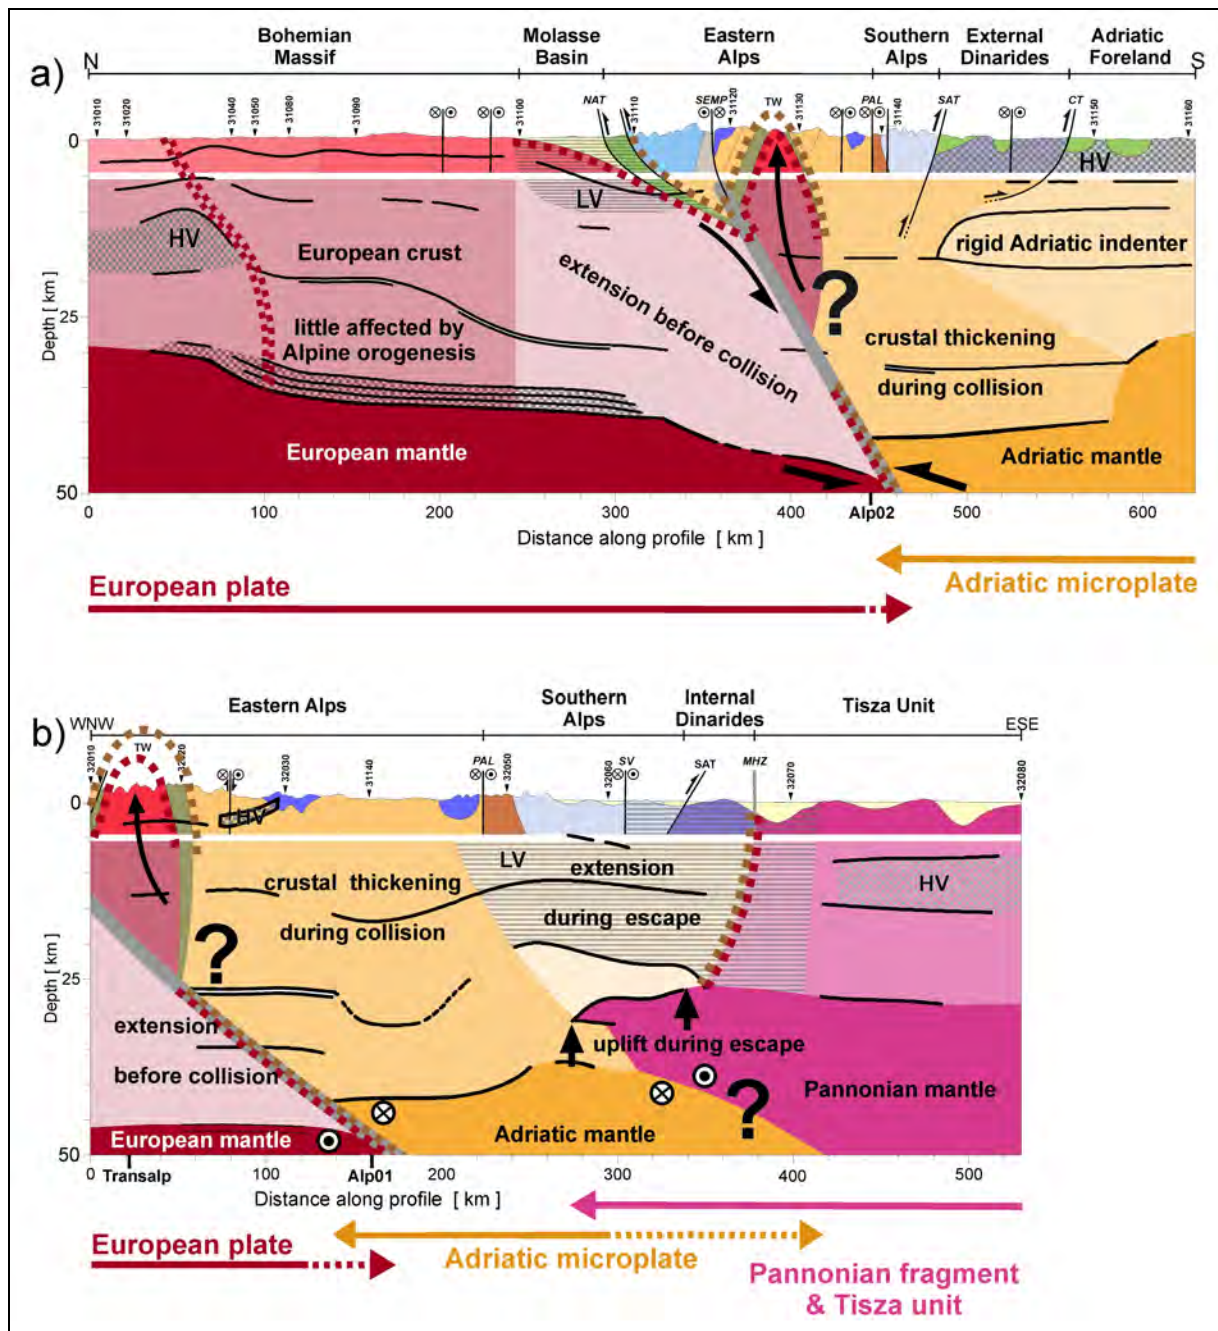 a)
Bohemian Massif
Molasse Basin
Eastern Alps
Southern Alps
External Dinarides
Adriatic Foreland
N
S
31010
31020
31040
31050
31080
31090
31100
NAT
31110
SEMP
31120
TW
31130
PAL
31140
SAT
CT
31150
31160
0
25
50
Depth [ km ]
HV
LV
HV
European crust
little affected by
Alpine orogenesis
extension before collision
?
rigid Adriatic indenter
crustal thickening
during collision
European mantle
Adriatic mantle
0
100
200
300
400
500
600
Alp02
Distance along profile [ km ]
European plate
Adriatic microplate
b)
Eastern Alps
Southern Alps
Internal Dinarides
Tisza Unit
WNW
ESE
32010
TW
32020
32030
31140
PAL
32050
32060
SV
SAT
MHZ
32070
32080
0
25
50
Depth [ km ]
HV
LV
HV
crustal thickening
during collision
extension
during escape
?
extension
before collision
uplift during escape
?
Pannonian mantle
European mantle
Adriatic mantle
0
100
200
300
400
500
Transalp
Alp01
Distance along profile [ km ]
European plate
Adriatic microplate
Pannonian fragment
& Tisza unit